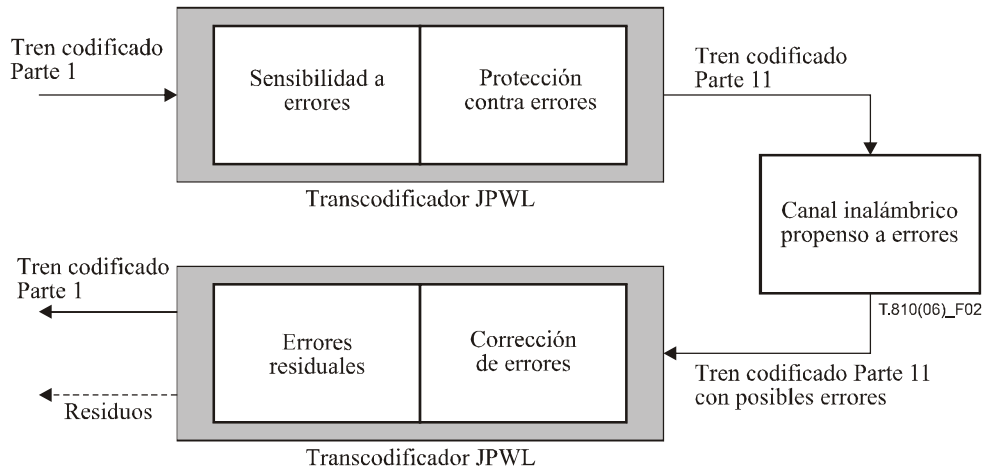 Tren codificado
Parte 1
Sensibilidad a
errores
Protección
contra errores
Tren codificado
Parte 11
Transcodificador JPWL
Canal inalámbrico
propenso a errores
T.810(06)_F02
Tren codificado
Parte 1
Errores
residuales
Corrección
de errores
Tren codificado Parte 11
con posibles errores
Residuos
Transcodificador JPWL